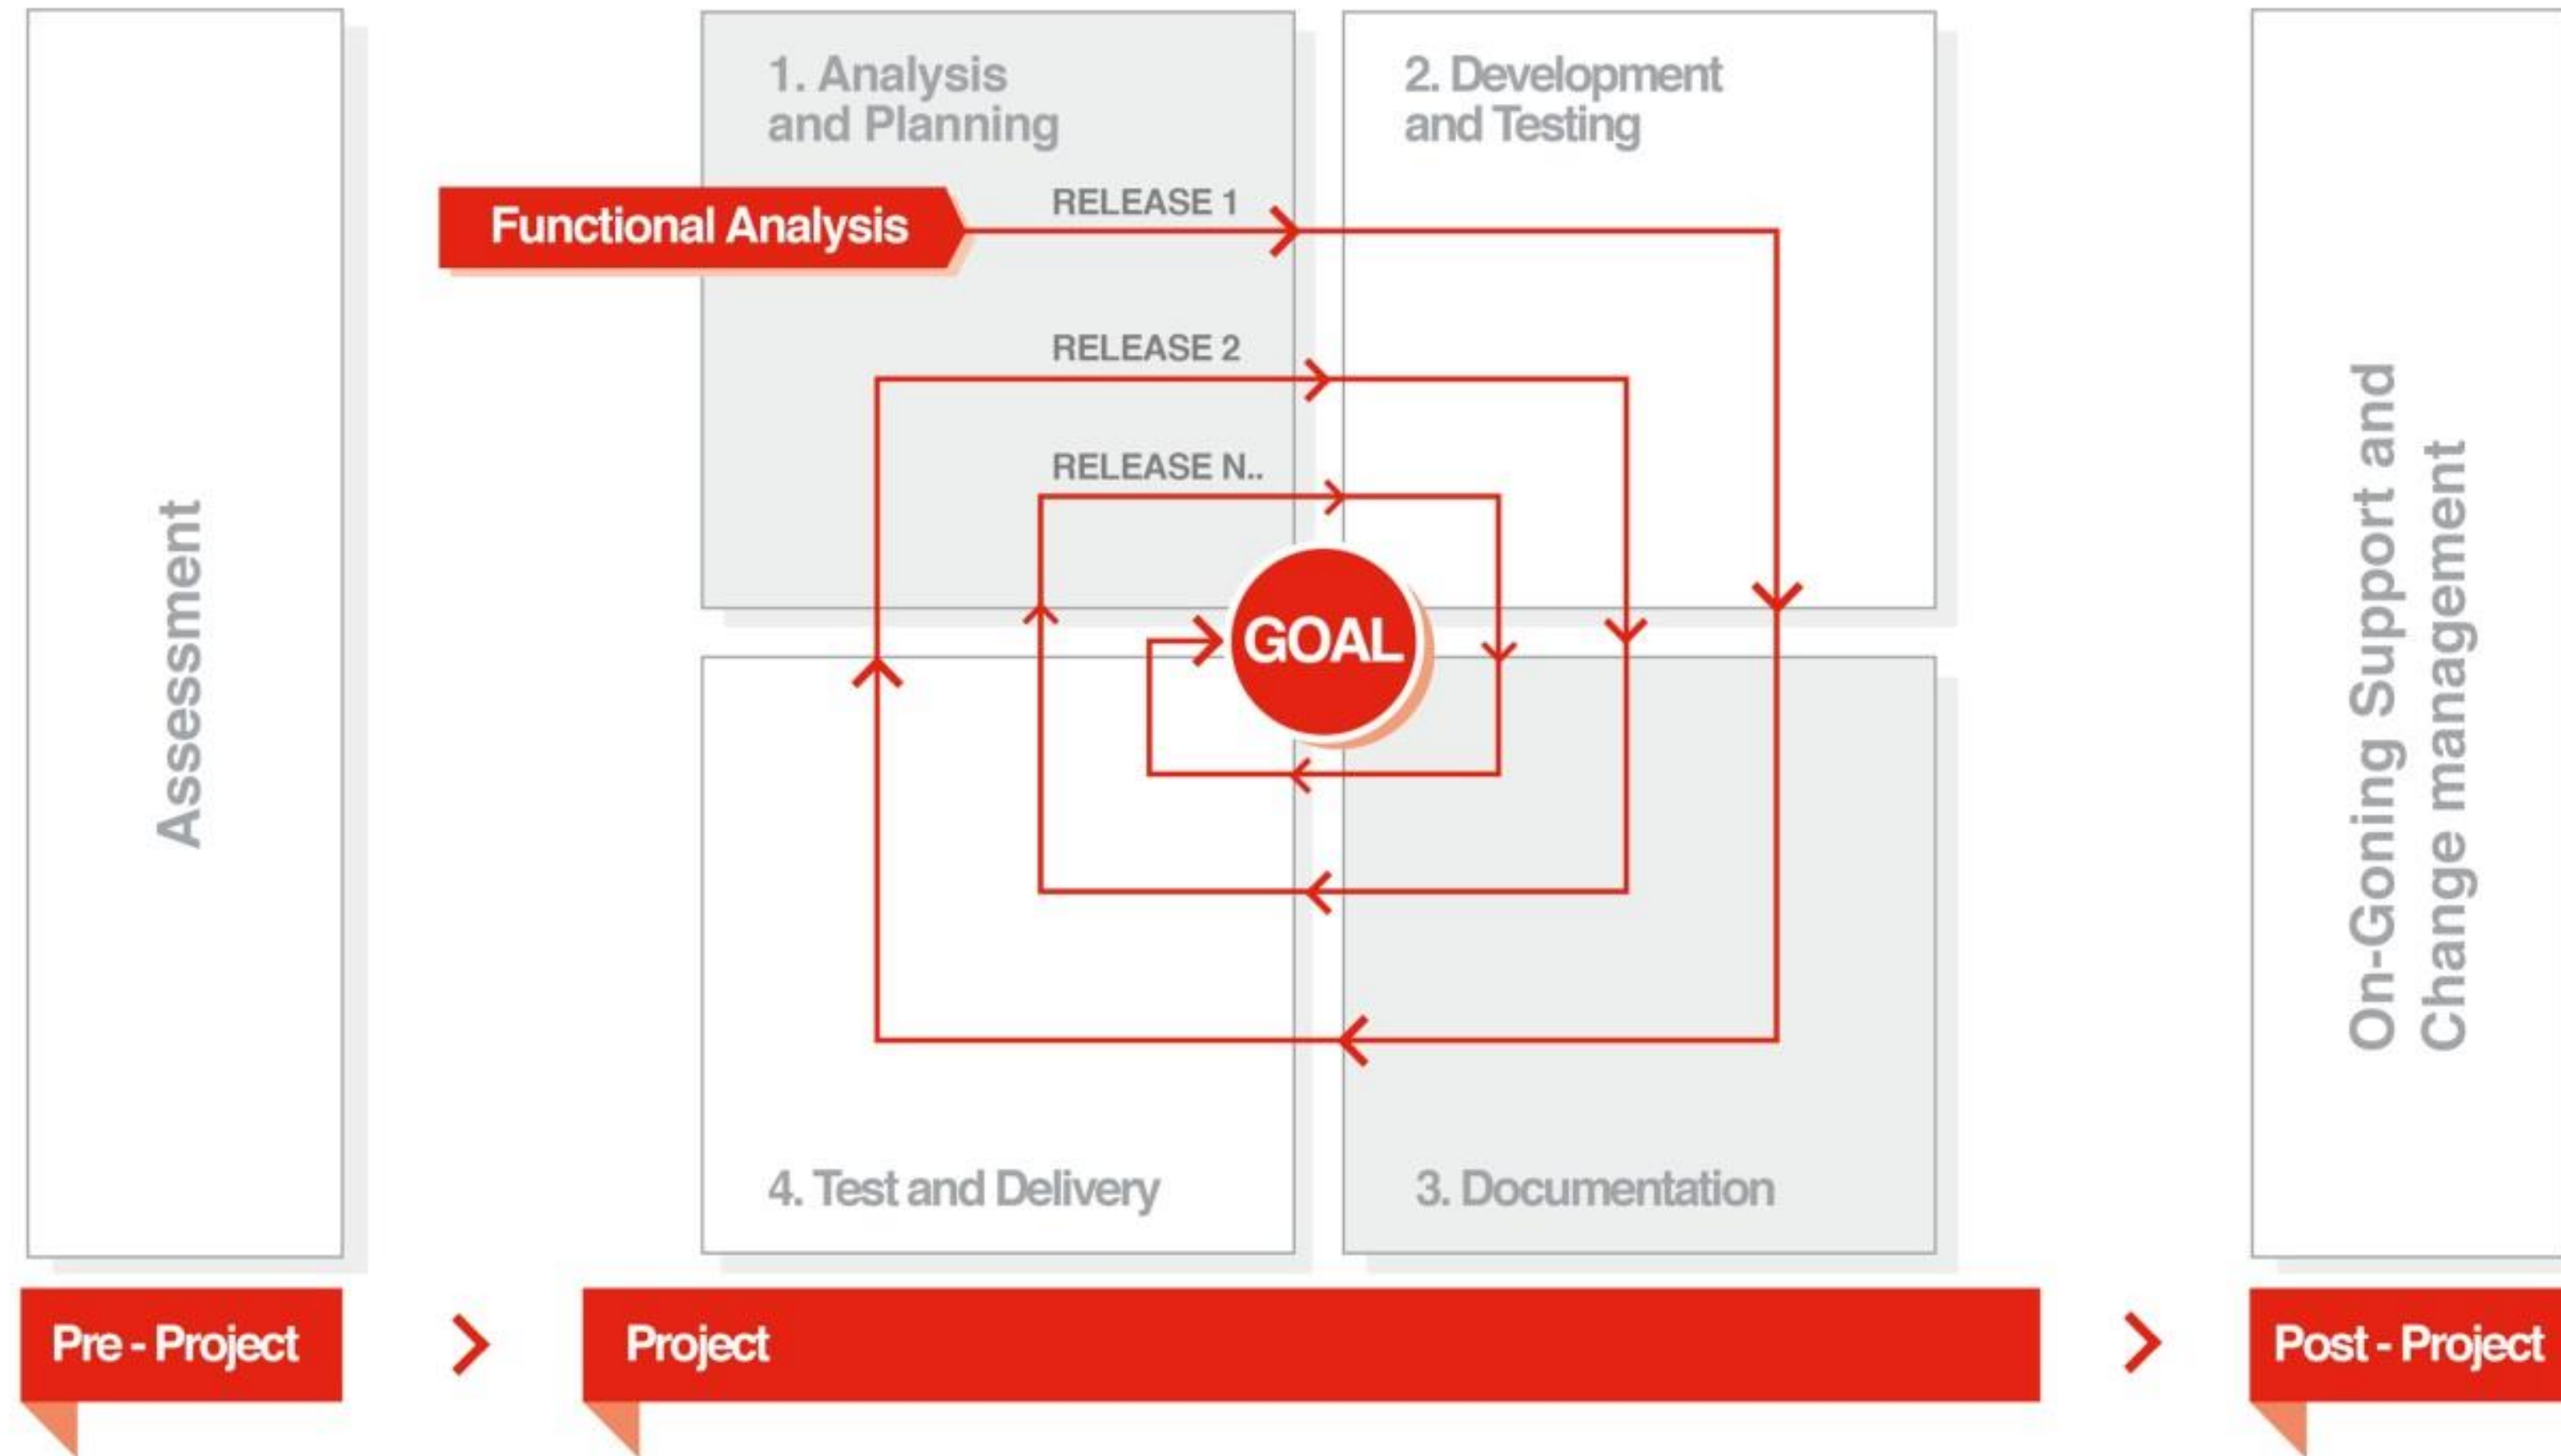 Assessment
1. Analysis
and Planning
2. Development
and Testing
Functional Analysis
RELEASE 1
RELEASE 2
RELEASE N..
GOAL
4. Test and Delivery
3. Documentation
On-Goning Support and
Change management
Pre - Project
Project
Post - Project